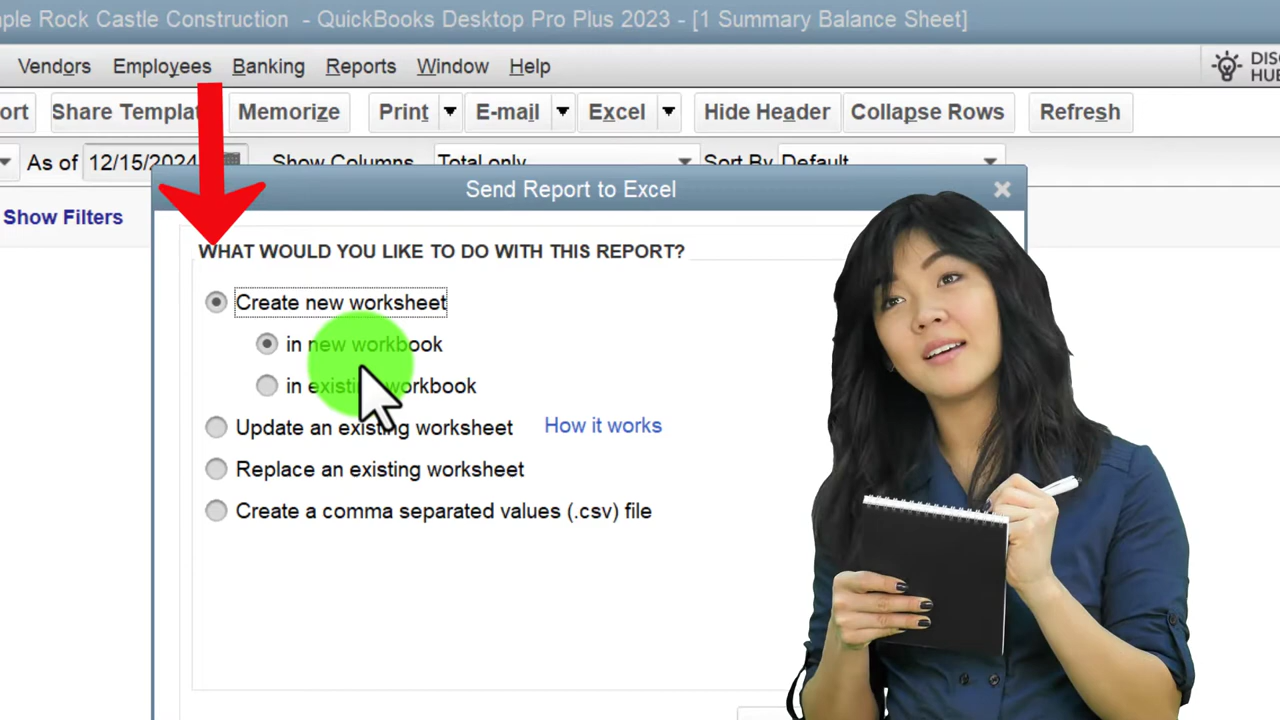 ple Rock Castle Construction - QuickBooks Desktop Pro Plus 2023 - [1 Summary Balance Sheet]
Vendors Employees Banking Reports Window Help
DISC
HUB
ort Share Templat Memorize Print E-mail Excel Hide Header Collapse Rows Refresh
As of 12/15/2024 Show Columns Total only Sort By Default
Show Filters
Send Report to Excel
WHAT WOULD YOU LIKE TO DO WITH THIS REPORT?
Create new worksheet
in new workbook
in existing workbook
Update an existing worksheet How it works
Replace an existing worksheet
Create a comma separated values (.csv) file